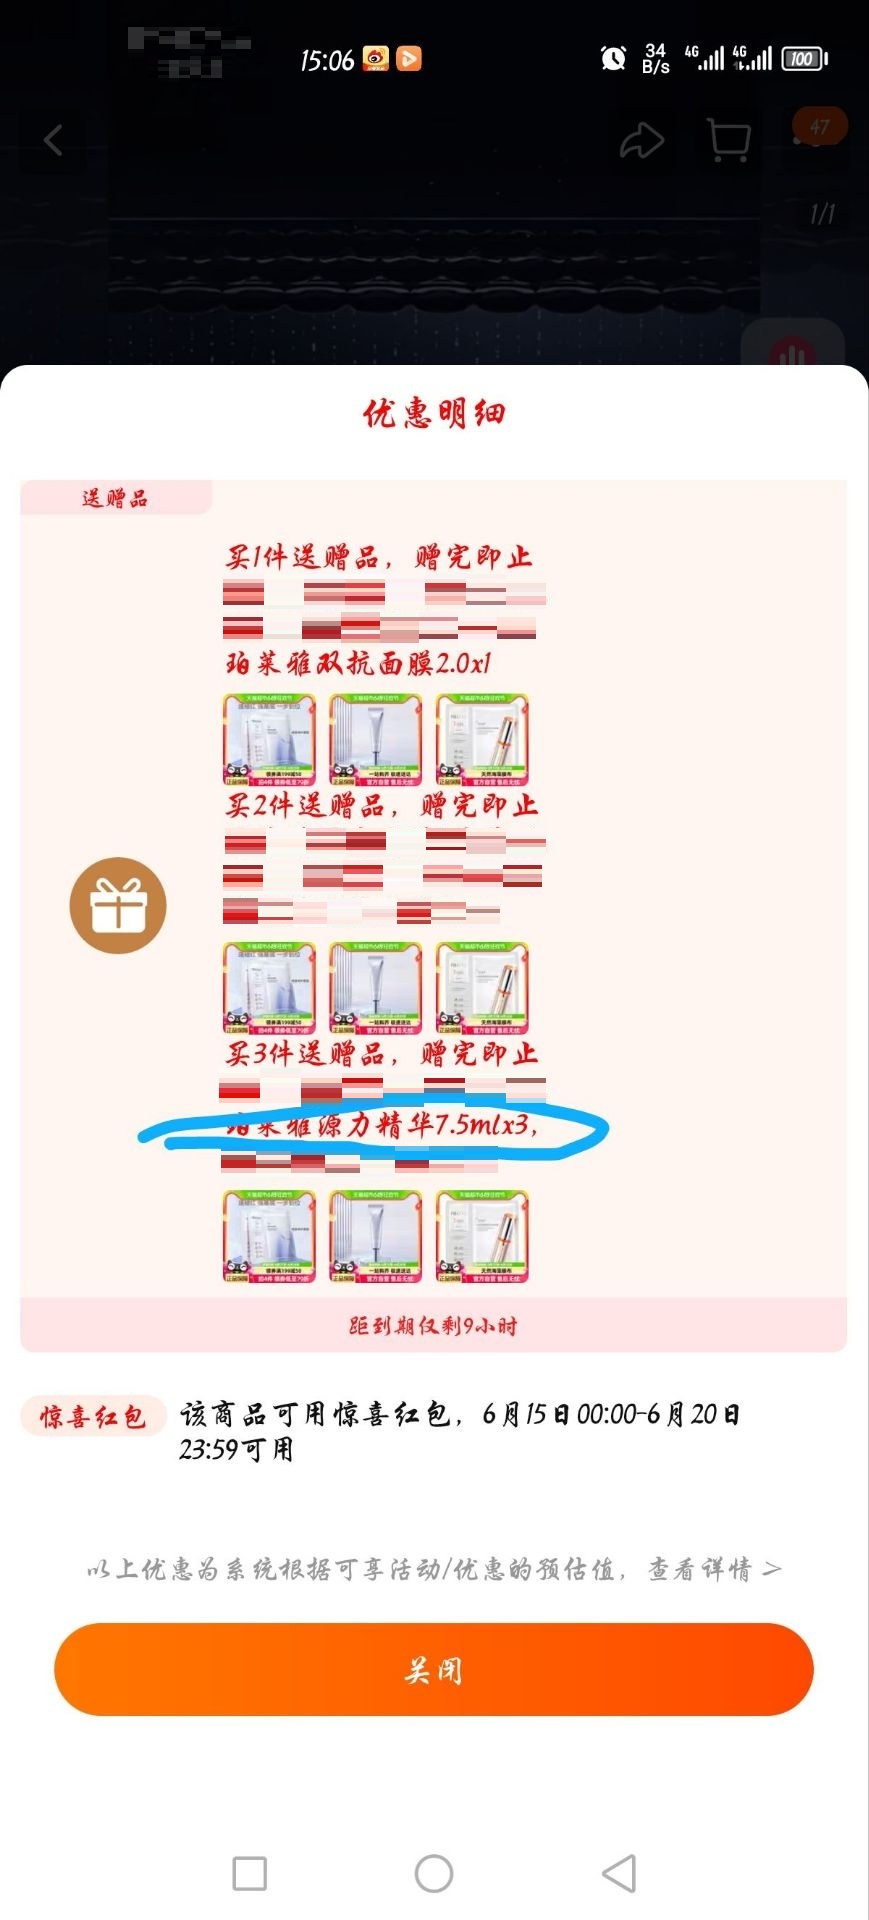 15:06
34
B/s
4G
4G
100
47
1/1
优惠明细
送赠品
买1件送赠品，赠完即止
珀莱雅双抗面膜2.0x1
买2件送赠品，赠完即止
买3件送赠品，赠完即止
珀莱雅源力精华7.5mlx3,
距到期仅剩9小时
惊喜红包
该商品可用惊喜红包，6月15日00:00-6月20日
23:59可用
以上优惠为系统根据可享活动/优惠的预估值，查看详情 >
关闭